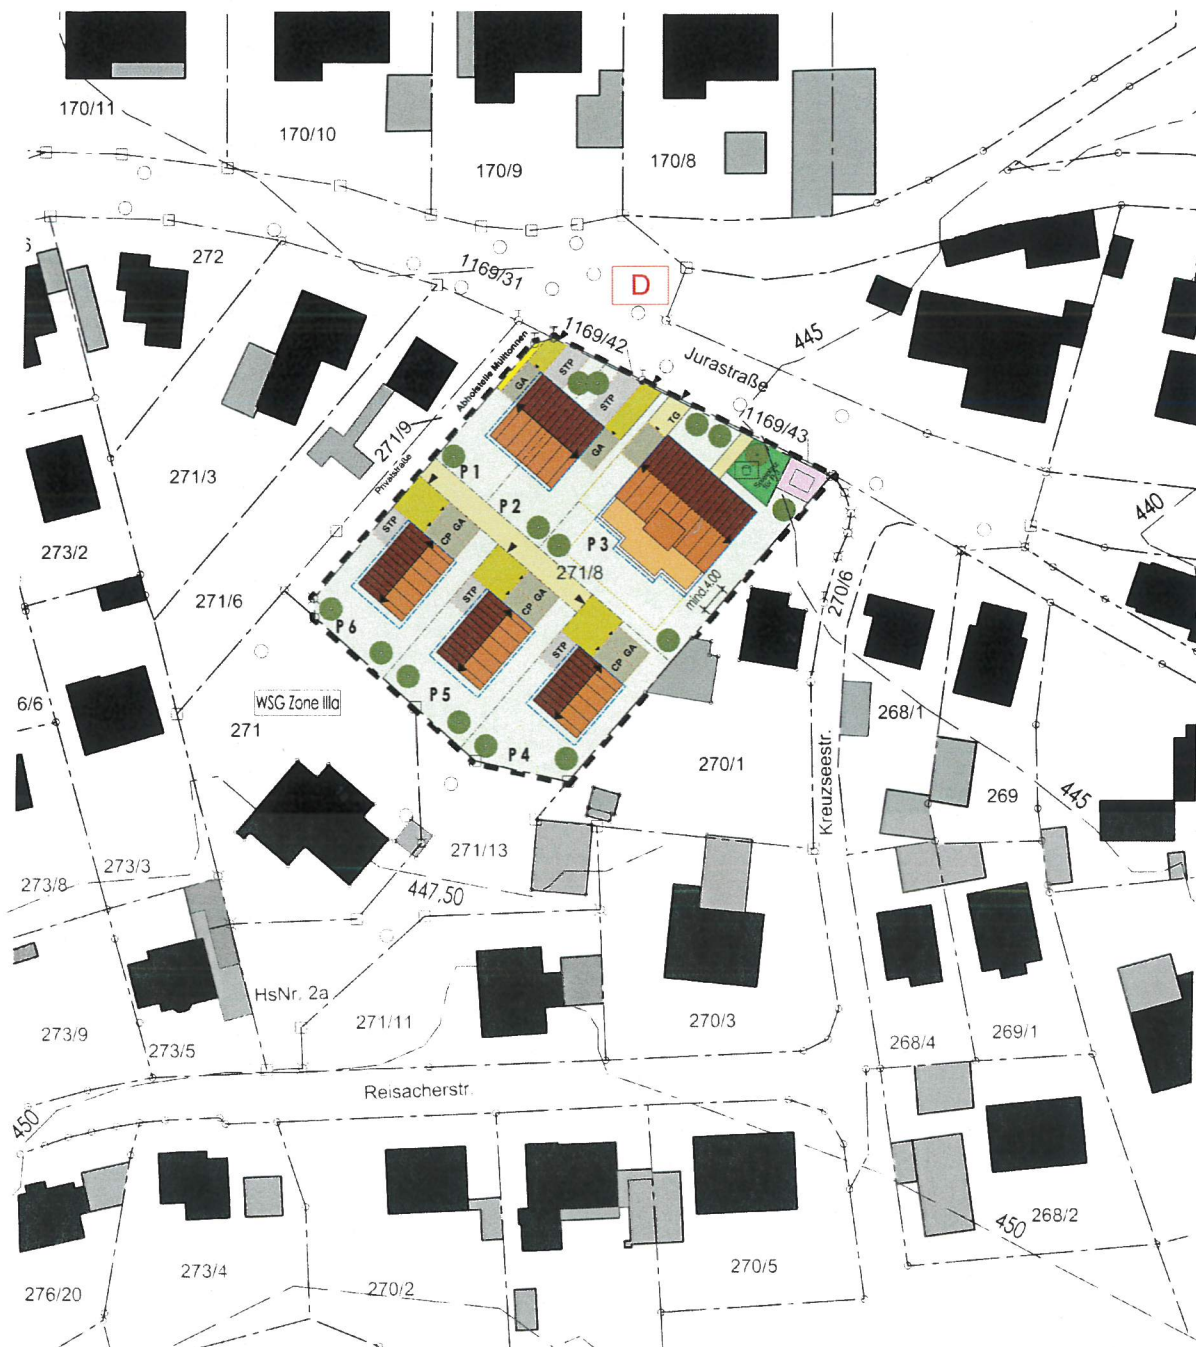 170/11
170/10
170/9
170/8
272
1169/31
D
1169/42
445
Jurastraße
1169/43
Abholstelle Mülltonnen
GA
STP
STP
GA
TG
271/9
Privatstraße
271/3
P 1
P 2
P 3
STP
CP GA
440
273/2
271/8
271/6
STP
CP GA
mind.4,00
270/6
P 6
STP
CP GA
6/6
WSG Zone IIIa
P 5
271
268/1
P 4
270/1
Kreuzseestr.
269
445
273/3
271/13
273/8
447,50
HsNr. 2a
271/11
270/3
273/9
273/5
268/4
269/1
Reisacherstr.
450
268/2
450
273/4
270/5
276/20
270/2